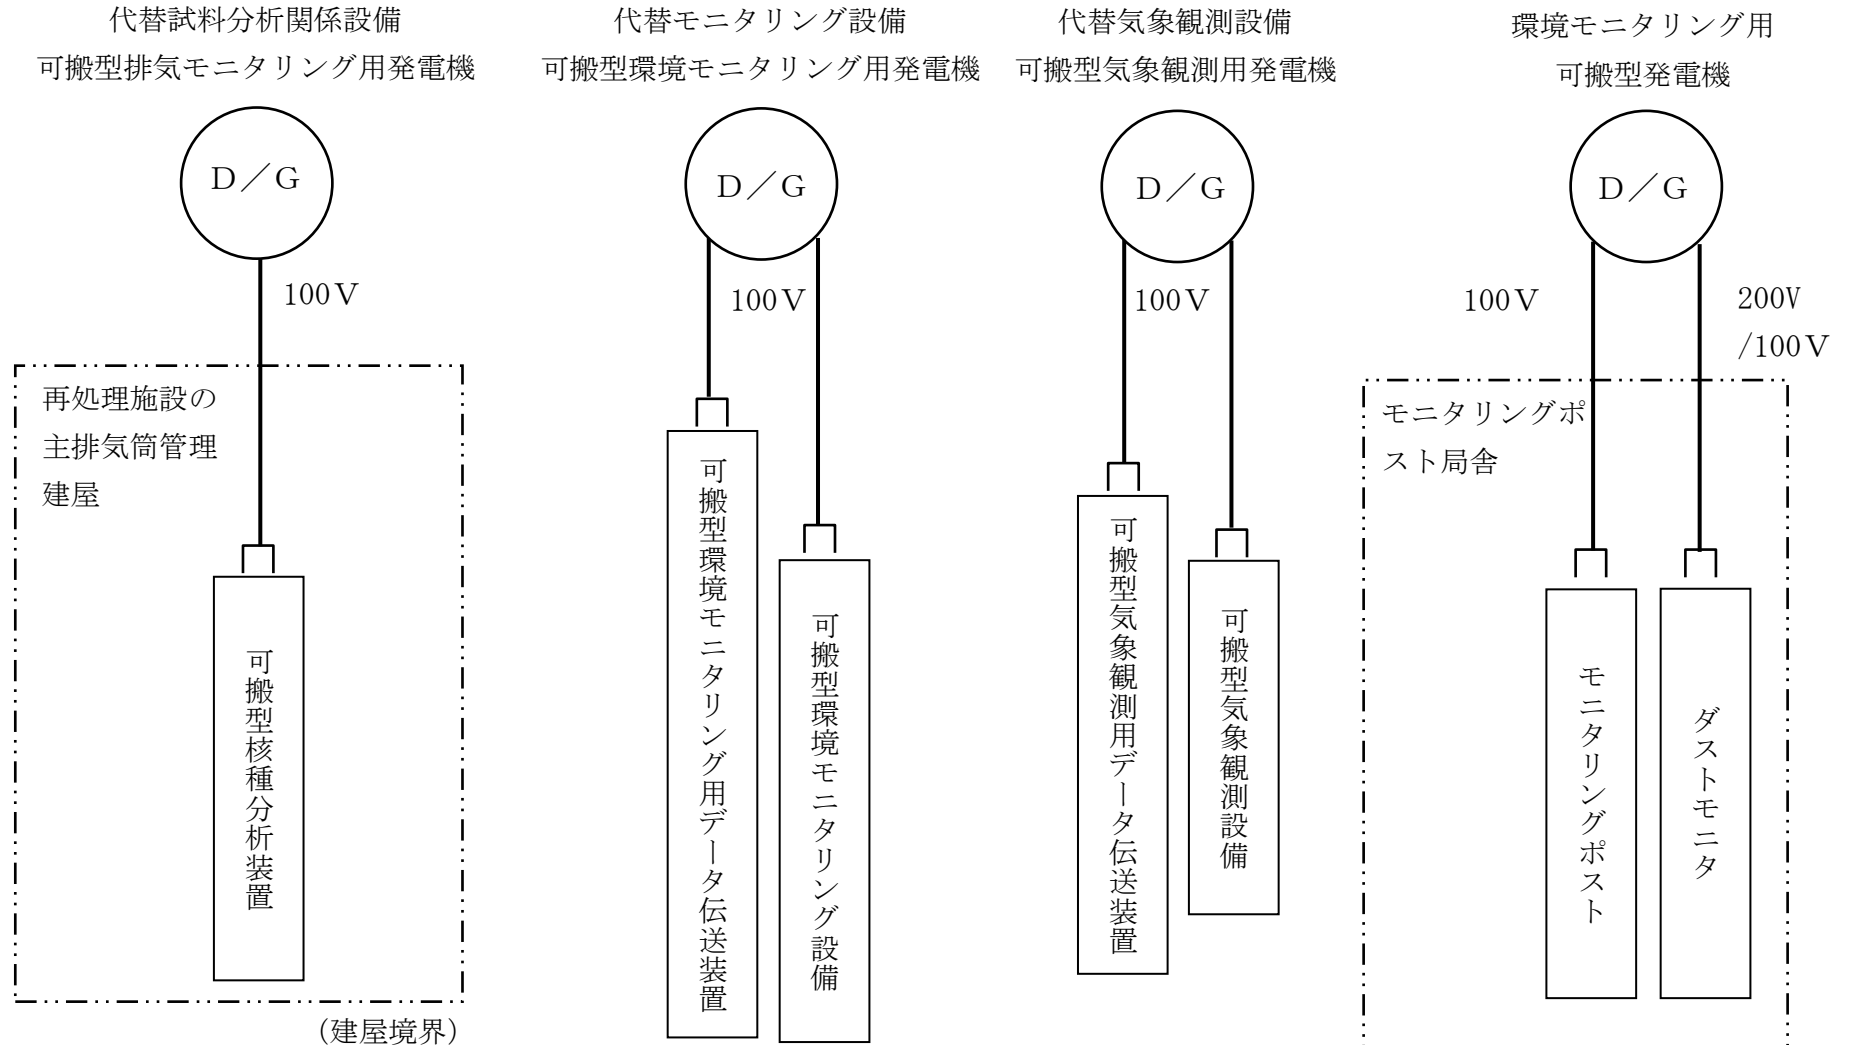 代替試料分析関係設備
可搬型排気モニタリング用発電機
D/G
100V
再処理施設の
主排気筒管理
建屋
可搬型核種分析装置
(建屋境界)
代替モニタリング設備
可搬型環境モニタリング用発電機
D/G
100V
可搬型環境モニタリング用データ伝送装置
可搬型環境モニタリング設備
代替気象観測設備
可搬型気象観測用発電機
D/G
100V
可搬型気象観測用データ伝送装置
可搬型気象観測設備
環境モニタリング用
可搬型発電機
D/G
100V
200V
/100V
モニタリングポ
スト局舎
モニタリングポスト
ダストモニタ